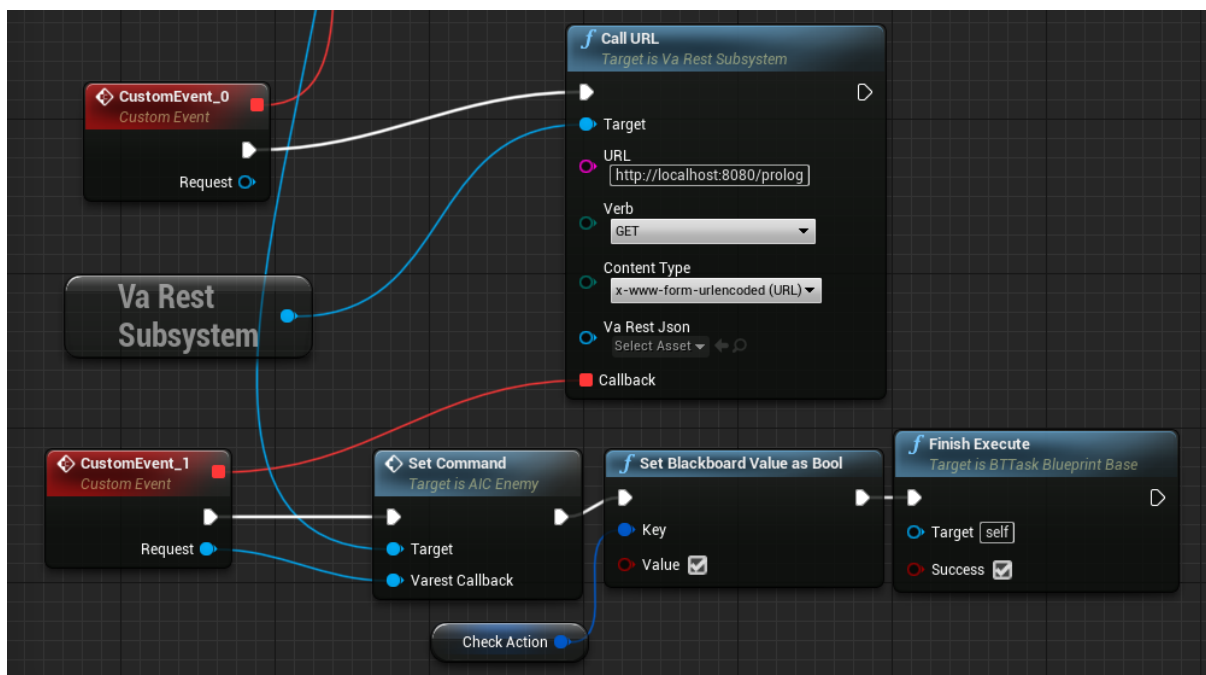 CustomEvent_0
Custom Event
Request
Va Rest
Subsystem
Call URL
Target is Va Rest Subsystem
Target
URL
http://localhost:8080/prolog
Verb
GET
Content Type
x-www-form-urlencoded (URL)
Va Rest Json
Select Asset
Callback
CustomEvent_1
Custom Event
Request
Set Command
Target is AIC Enemy
Target
Varest Callback
Check Action
Set Blackboard Value as Bool
Key
Value
Finish Execute
Target is BTTask Blueprint Base
Target self
Success